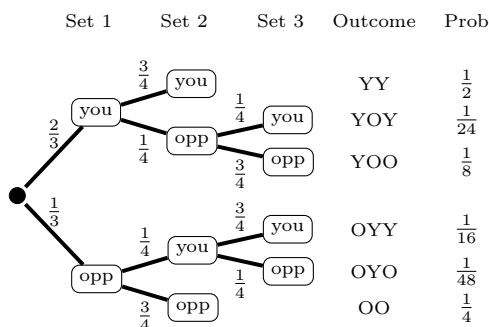 Set 1 Set 2 Set 3 Outcome Prob
3/4 you YY 1/2
you 1/4 you YOY 1/24
2/3 1/4 opp
3/4 opp YOO 1/8
1/3 3/4 you OYY 1/16
1/4 you
opp 1/4 opp OYO 1/48
3/4 opp OO 1/4